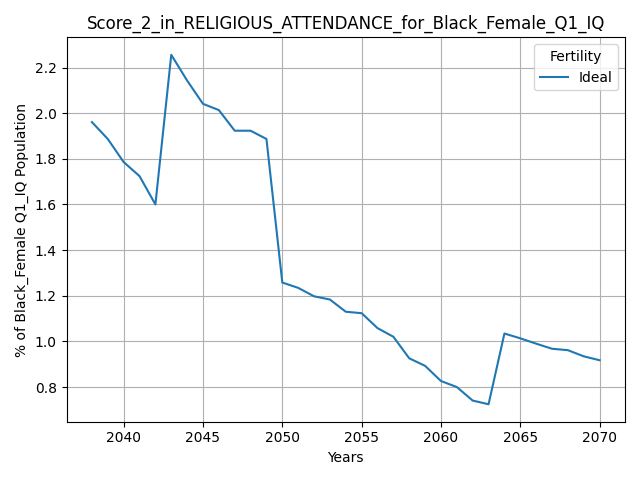 Score_2_in_RELIGIOUS_ATTENDANCE_for_Black_Female_Q1_IQ
Fertility
Ideal
% of Black_Female Q1_IQ Population
2.2
2.0
1.8
1.6
1.4
1.2
1.0
0.8
2040 2045 2050 2055 2060 2065 2070
Years